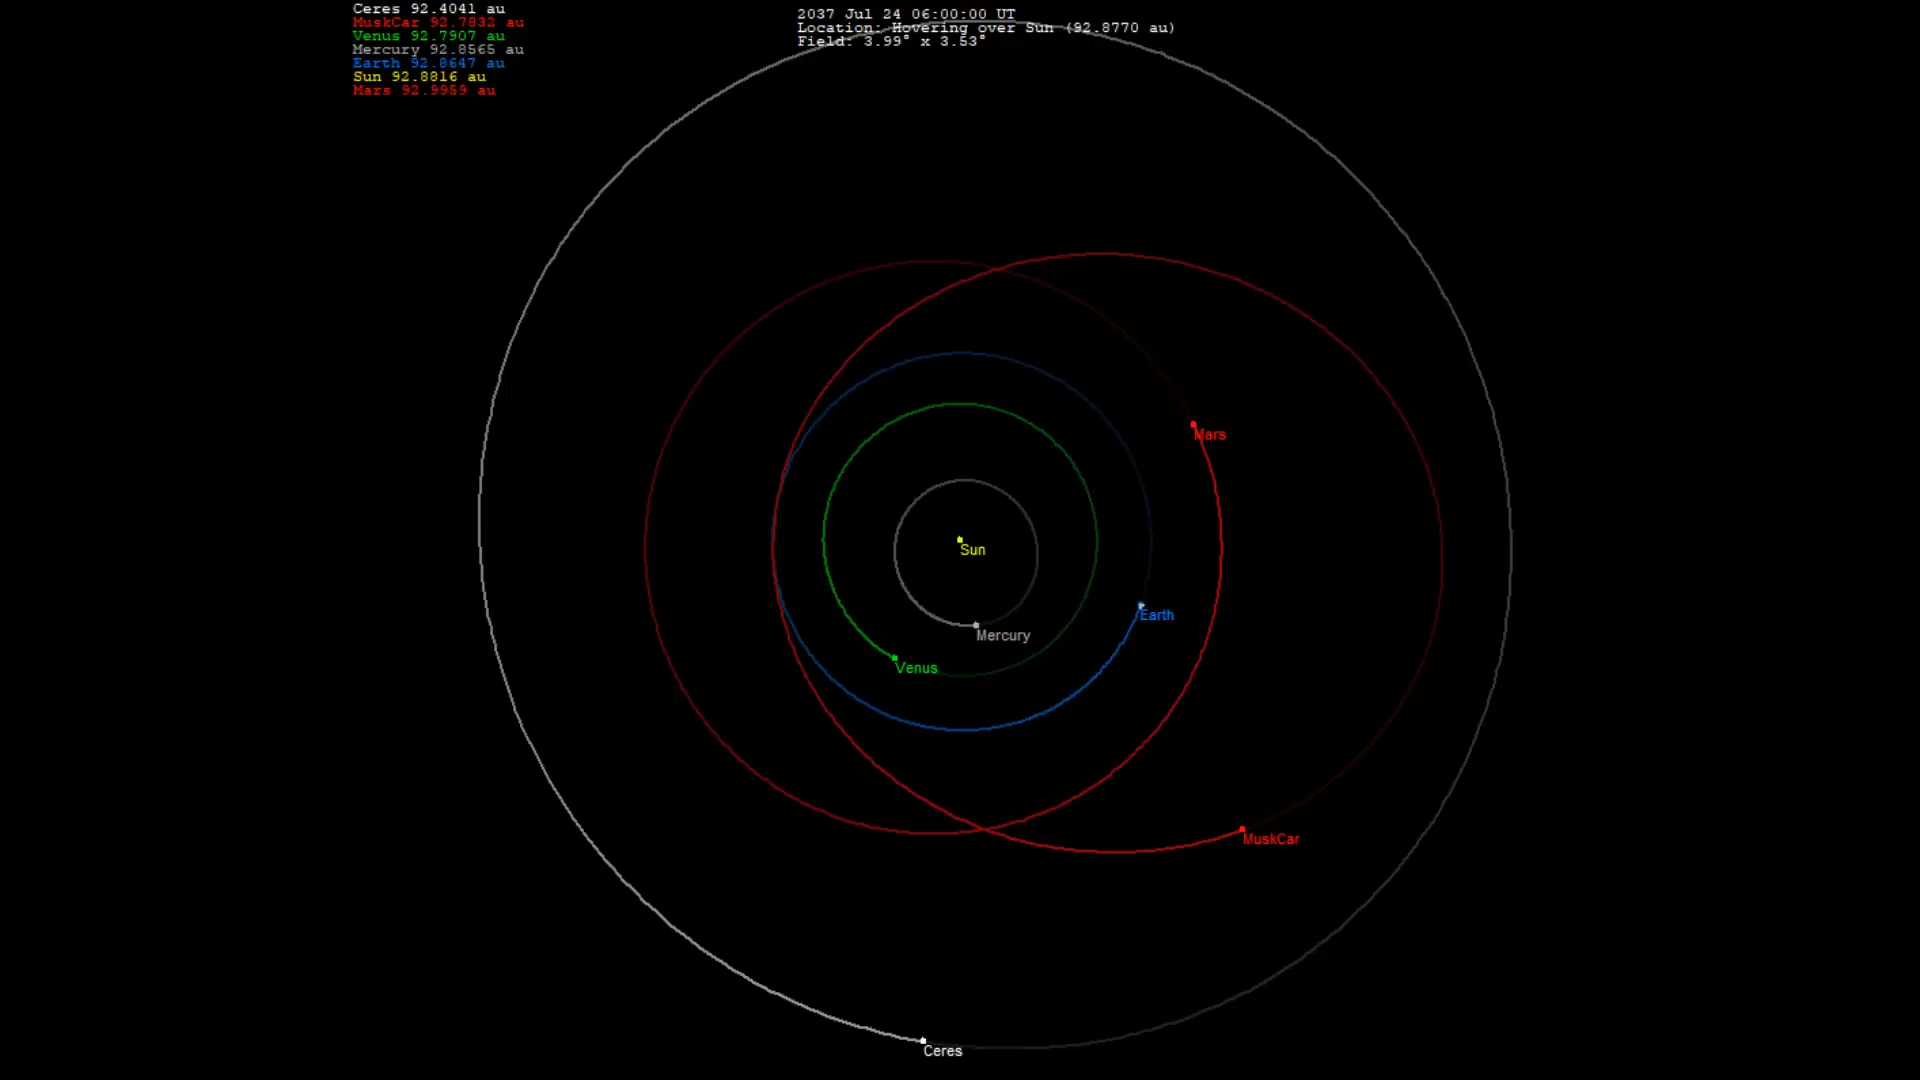 Ceres 92.4041 au
MuskCar 92.7832 au
Venus 92.7907 au
Mercury 92.8565 au
Earth 92.8647 au
Sun 92.8816 au
Mars 92.9959 au
2037 Jul 24 06:00:00 UT
Location: Hovering over Sun (92.8770 au)
Field: 3.99° x 3.53°
Mars
Sun
Earth
Mercury
Venus
MuskCar
Ceres